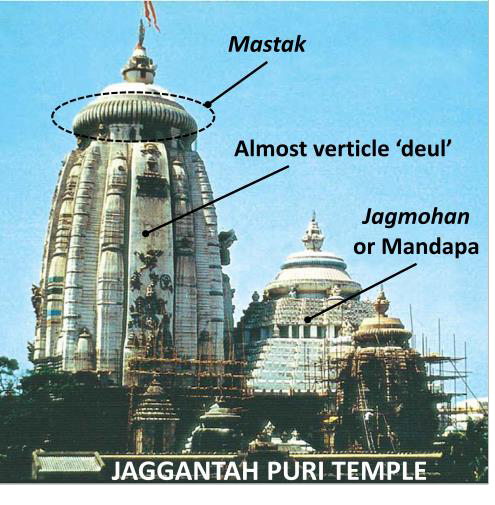 Mastak
Almost verticle ‘deul’
Jagmohan
or Mandapa
JAGGANTAH PURI TEMPLE